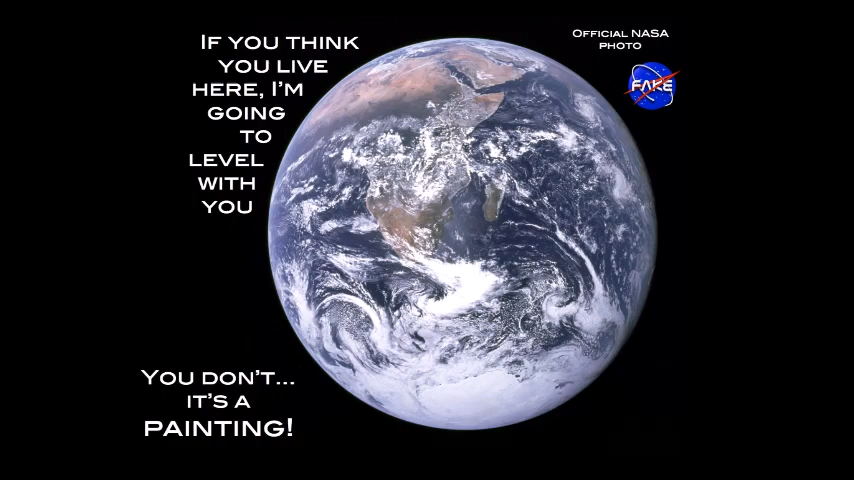 If you think
you live
here, I'm
going
to
level
with
you
Official NASA
photo
FAKE
You don't...
it's a
painting!